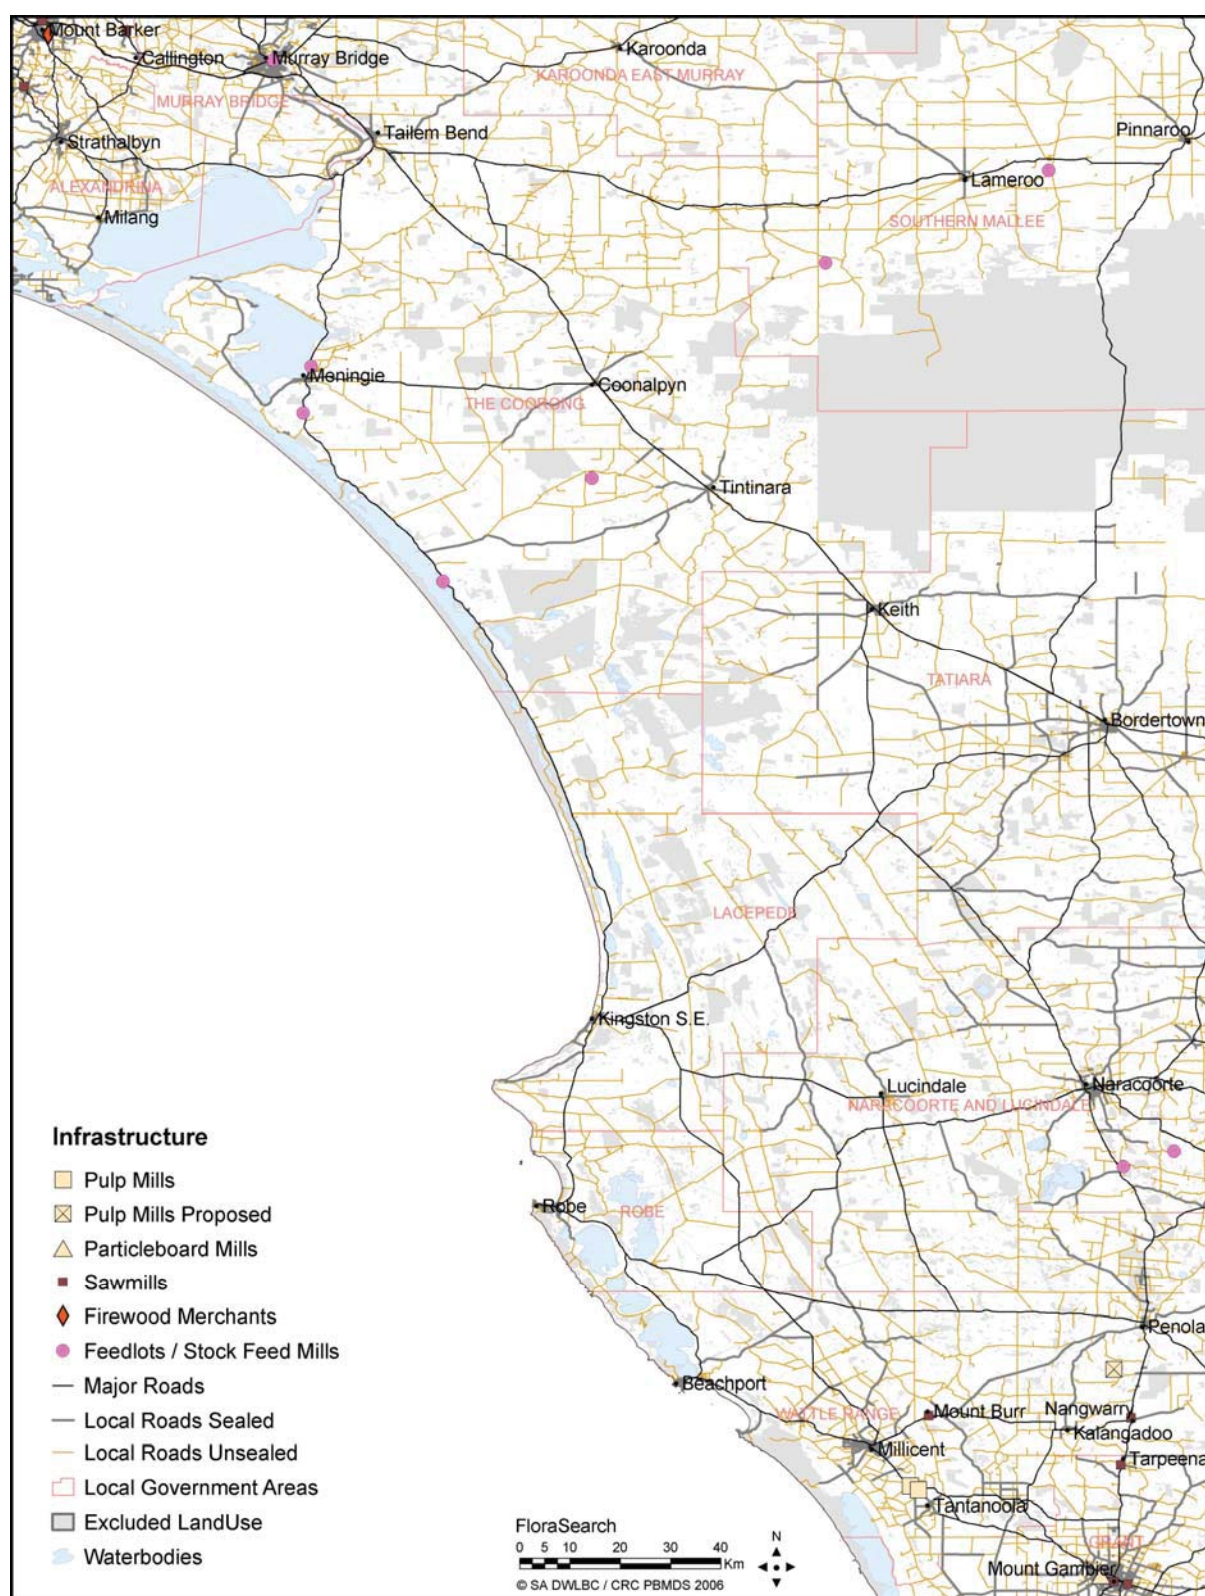 Mount Barker
Callington
Murray Bridge
Karoonda
KAROONDA EAST MURRAY
MURRAY BRIDGE
Tailem Bend
Pinnaroo
Strathalbyn
Lameroo
ALEXANDRINA
Milang
SOUTHERN MALLEE
Meningie
Coonalpyn
THE COORONG
Tintinara
Keith
TATIARA
Bordertown
LACEPEDE
Kingston S.E.
Lucindale
Naracoorte
NARACOORTE AND LUCINDALE
Infrastructure
Pulp Mills
Pulp Mills Proposed
Particleboard Mills
Sawmills
Firewood Merchants
Feedlots / Stock Feed Mills
Major Roads
Local Roads Sealed
Local Roads Unsealed
Local Government Areas
Excluded LandUse
Waterbodies
Robe
ROBE
Penola
Beachport
WATTLE RANGE
Mount Burr
Nangwarry
Kalangadoo
Millicent
Tarpeena
Tantanoola
GRANT
Mount Gambier
FloraSearch
N
0 5 10 20 30 40
Km
© SA DWLBC / CRC PBMDS 2006